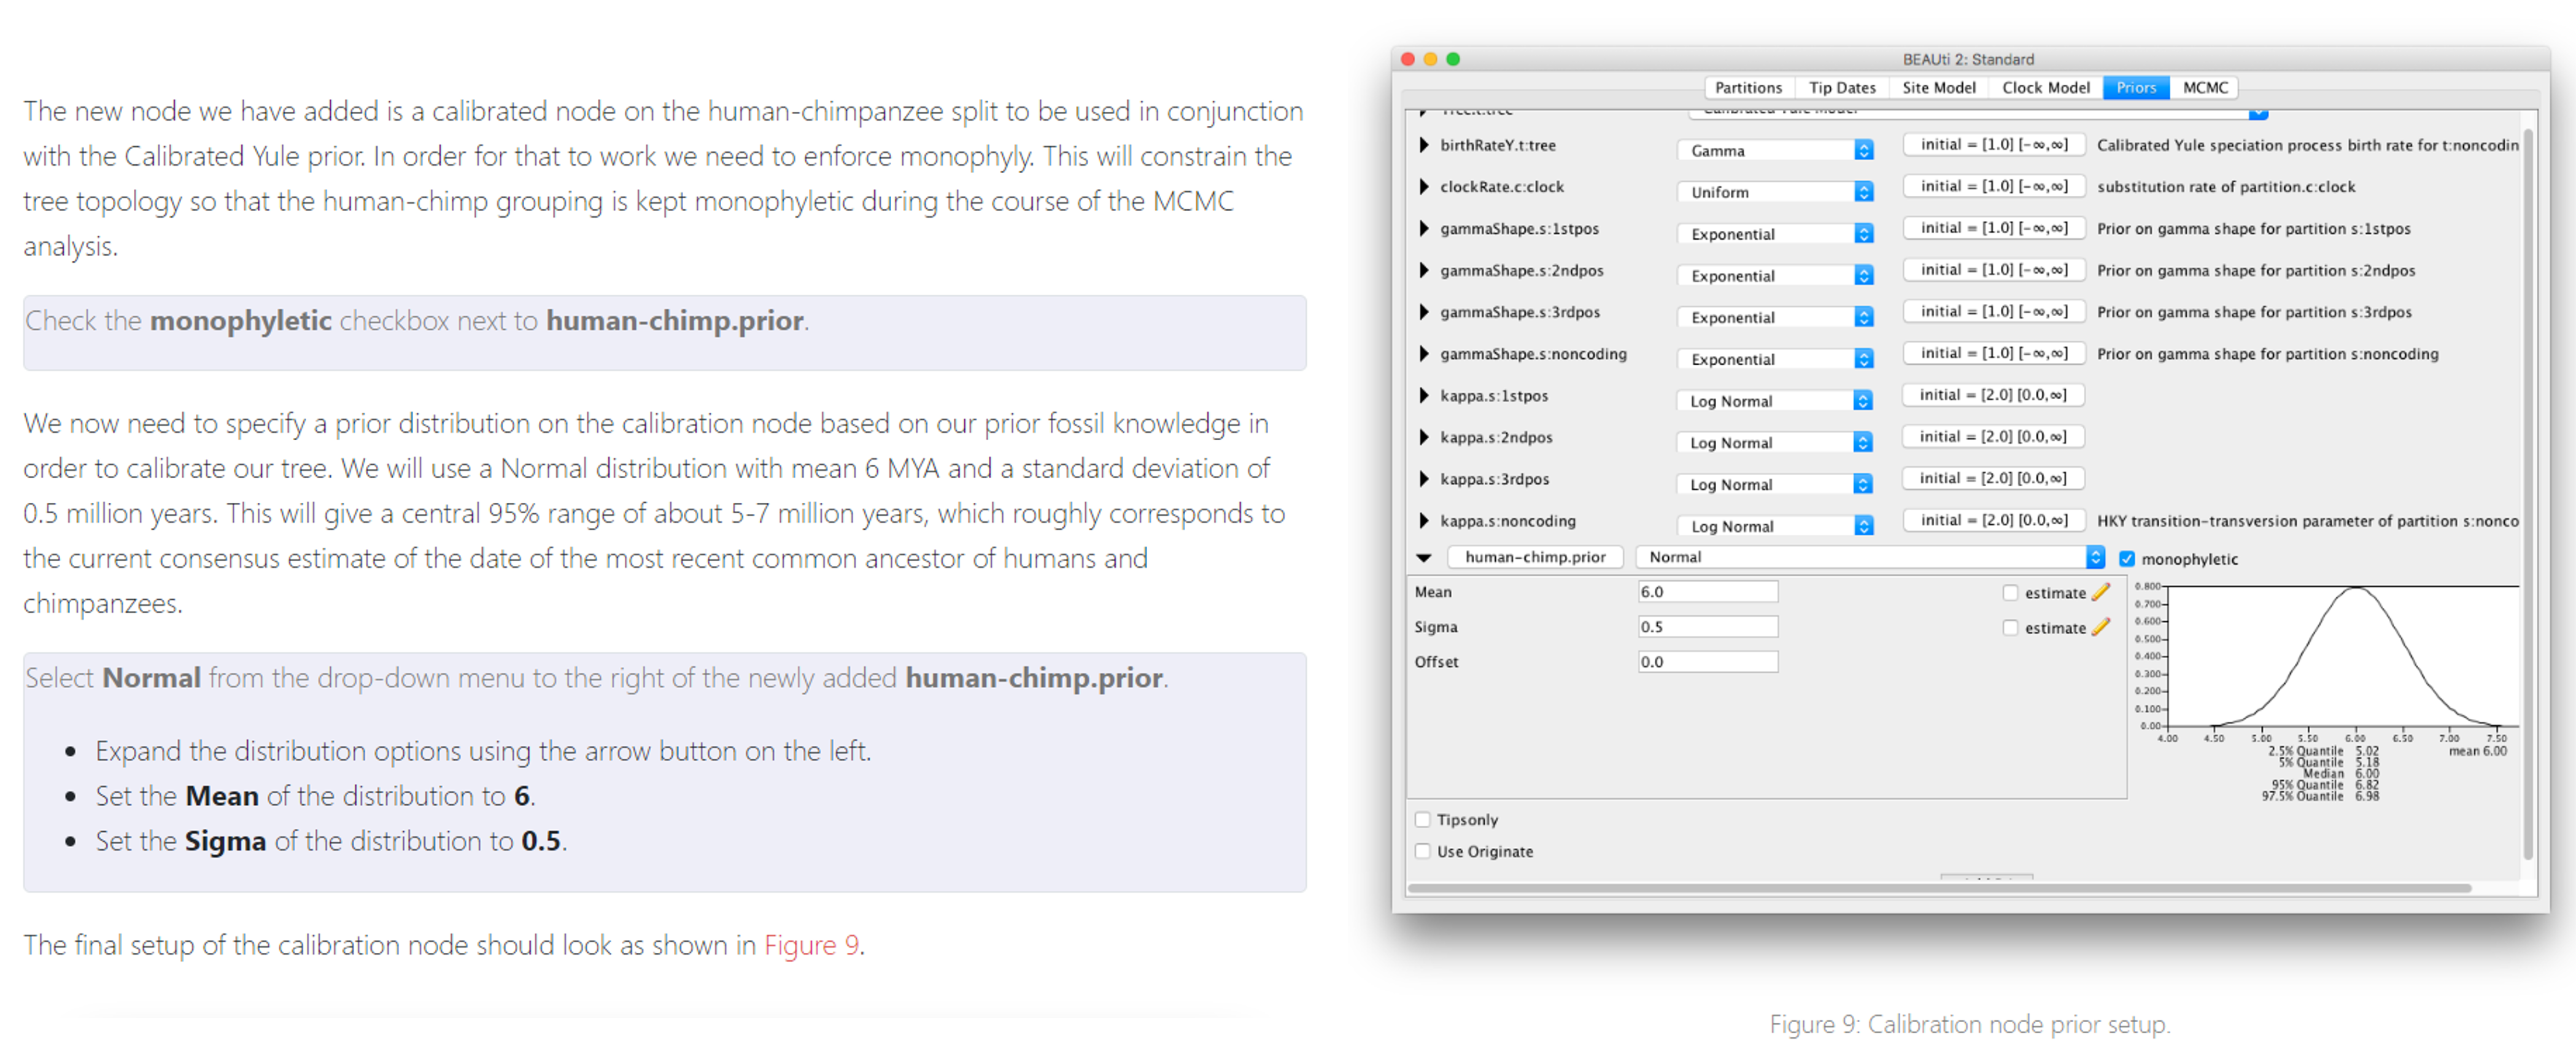 The new node we have added is a calibrated node on the human-chimpanzee split to be used in conjunction
with the Calibrated Yule prior. In order for that to work we need to enforce monophyly. This will constrain the
tree topology so that the human-chimp grouping is kept monophyletic during the course of the MCMC
analysis.
Check the monophyletic checkbox next to human-chimp.prior.
We now need to specify a prior distribution on the calibration node based on our prior fossil knowledge in
order to calibrate our tree. We will use a Normal distribution with mean 6 MYA and a standard deviation of
0.5 million years. This will give a central 95% range of about 5-7 million years, which roughly corresponds to
the current consensus estimate of the date of the most recent common ancestor of humans and
chimpanzees.
Select Normal from the drop-down menu to the right of the newly added human-chimp.prior.
• Expand the distribution options using the arrow button on the left.
• Set the Mean of the distribution to 6.
• Set the Sigma of the distribution to 0.5.
The final setup of the calibration node should look as shown in Figure 9.
BEAUti 2: Standard
Partitions Tip Dates Site Model Clock Model Priors MCMC
birthRateY.t:tree Gamma initial = [1.0] [-∞,∞] Calibrated Yule speciation process birth rate for t:noncodin
clockRate.c:clock Uniform initial = [1.0] [-∞,∞] substitution rate of partition.c:clock
gammaShape.s:1stpos Exponential initial = [1.0] [-∞,∞] Prior on gamma shape for partition s:1stpos
gammaShape.s:2ndpos Exponential initial = [1.0] [-∞,∞] Prior on gamma shape for partition s:2ndpos
gammaShape.s:3rdpos Exponential initial = [1.0] [-∞,∞] Prior on gamma shape for partition s:3rdpos
gammaShape.s:noncoding Exponential initial = [1.0] [-∞,∞] Prior on gamma shape for partition s:noncoding
kappa.s:1stpos Log Normal initial = [2.0] [0.0,∞]
kappa.s:2ndpos Log Normal initial = [2.0] [0.0,∞]
kappa.s:3rdpos Log Normal initial = [2.0] [0.0,∞]
kappa.s:noncoding Log Normal initial = [2.0] [0.0,∞] HKY transition-transversion parameter of partition s:nonco
human-chimp.prior Normal monophyletic
Mean 6.0 estimate
Sigma 0.5 estimate
Offset 0.0
0.800
0.700
0.600
0.500
0.400
0.300
0.200
0.100
0.00
4.00 4.50 5.00 5.50 6.00 6.50 7.00 7.50
2.5% Quantile 5.02 mean 6.00
5% Quantile 5.18
Median 6.00
95% Quantile 6.82
97.5% Quantile 6.98
Tipsonly
Use Originate
Figure 9: Calibration node prior setup.